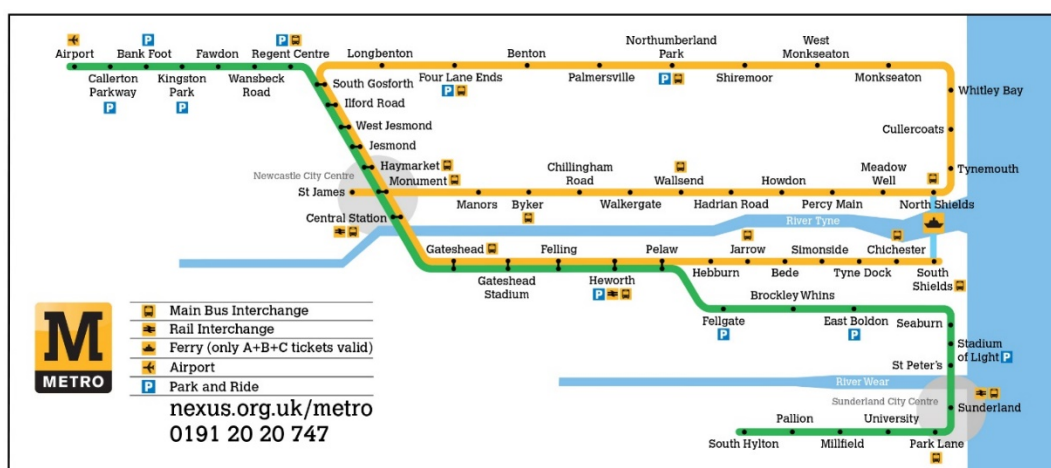 Airport
Bank Foot
Fawdon
Regent Centre
Callerton
Parkway
Kingston
Park
Wansbeck
Road
Longbenton
Benton
Northumberland
Park
West
Monkseaton
South Gosforth
Four Lane Ends
Palmersville
Shiremoor
Monkseaton
Ilford Road
West Jesmond
Jesmond
Haymarket
Whitley Bay
Cullercoats
Tynemouth
Newcastle City Centre
Monument
St James
Central Station
Manors
Byker
Chillingham
Road
Walkergate
Wallsend
Hadrian Road
Howdon
Percy Main
Meadow
Well
North Shields
River Tyne
Gateshead
Gateshead
Stadium
Felling
Heworth
Pelaw
Hebburn
Jarrow
Bede
Simonside
Tyne Dock
Chichester
South
Shields
Fellgate
Brockley Whins
East Boldon
Seaburn
Stadium
of Light
St Peter's
River Wear
Sunderland City Centre
Sunderland
South Hylton
Pallion
Millfield
University
Park Lane
M
METRO
Main Bus Interchange
Rail Interchange
Ferry (only A+B+C tickets valid)
Airport
P
Park and Ride
nexus.org.uk/metro
0191 20 20 747